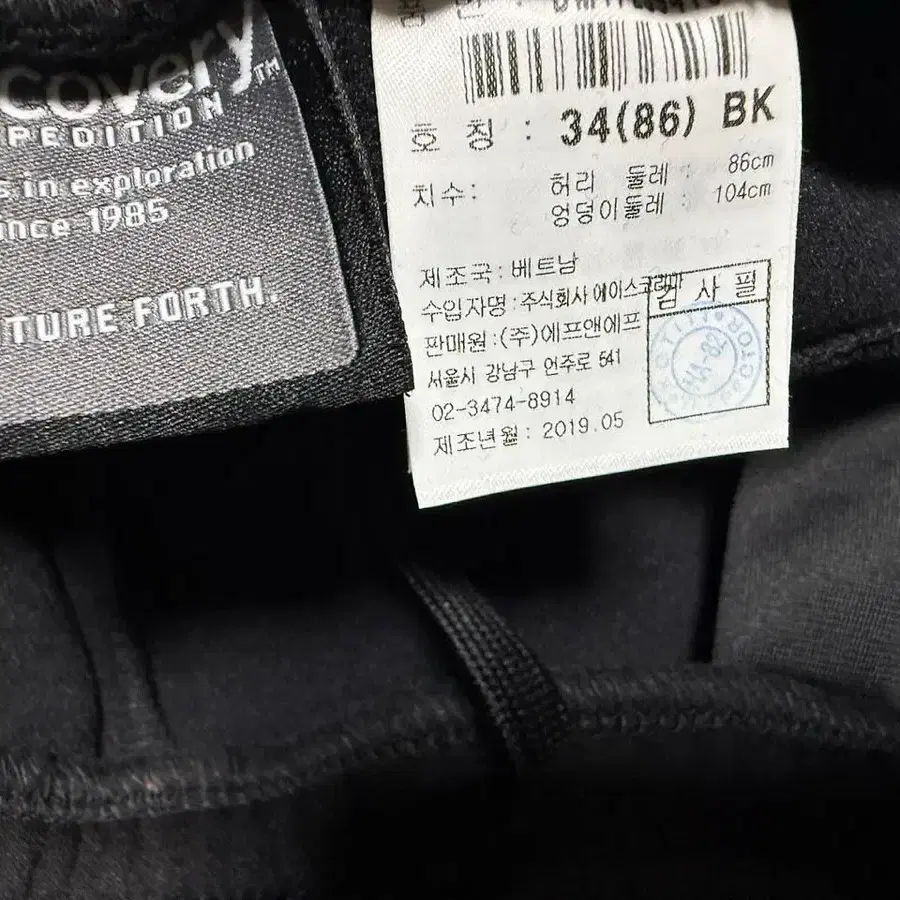 covery™
PEDITION
s in exploration
ince 1985
TURE FORTH.
호 칭 : 34(86) BK
치수: 허리 둘레 : 86cm
엉덩이둘레 : 104cm
제조국 : 베트남
수입자명 : 주식회사 에이스코리아
판매원 : (주)에프앤에프
서울시 강남구 언주로 541
02-3474-8914
제조년월 : 2019.05
검 사 필